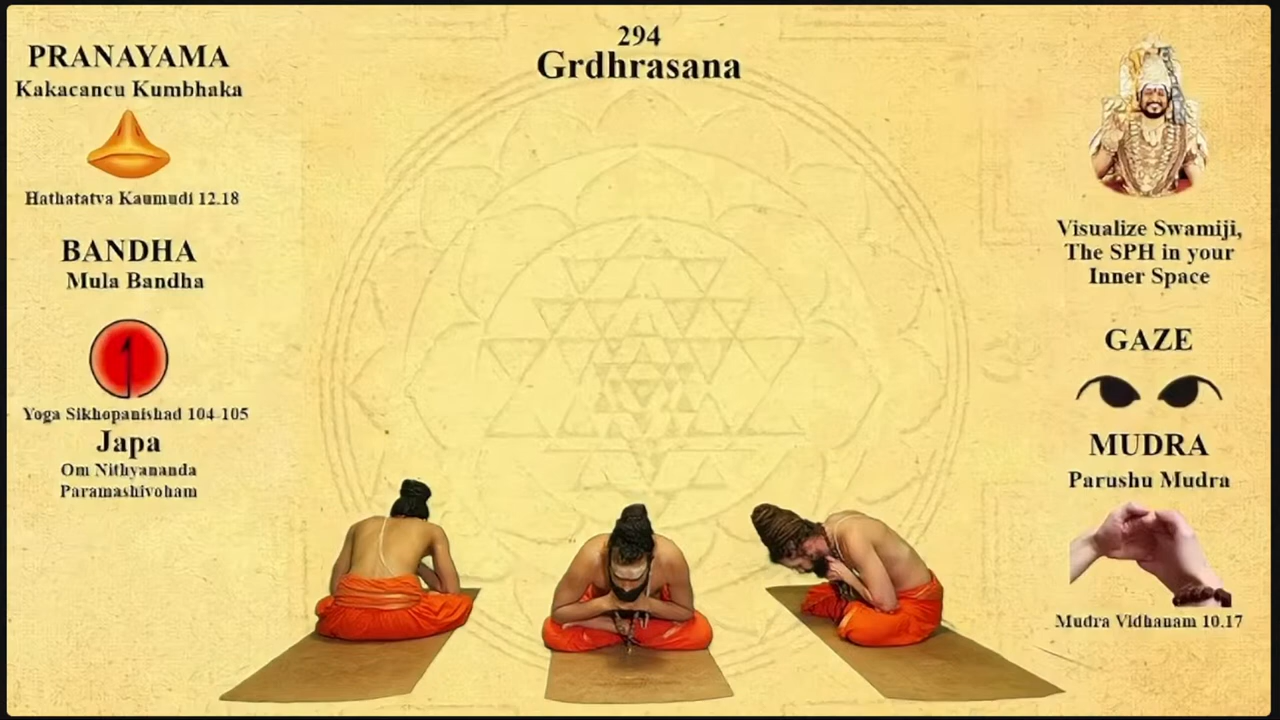 294
Grdhrasana
PRANAYAMA
Kakacancu Kumbhaka
Hathatatva Kaumudi 12.18
BANDHA
Mula Bandha
Yoga Sikhopanishad 104-105
Japa
Om Nithyananda
Paramashivoham
Visualize Swamiji,
The SPH in your
Inner Space
GAZE
MUDRA
Parushu Mudra
Mudra Vidhanam 10.17